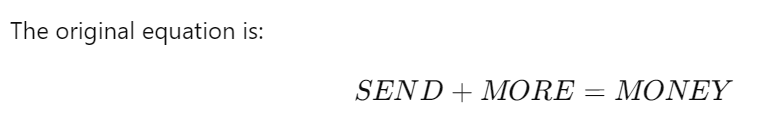 The original equation is:
SEND + MORE = MONEY